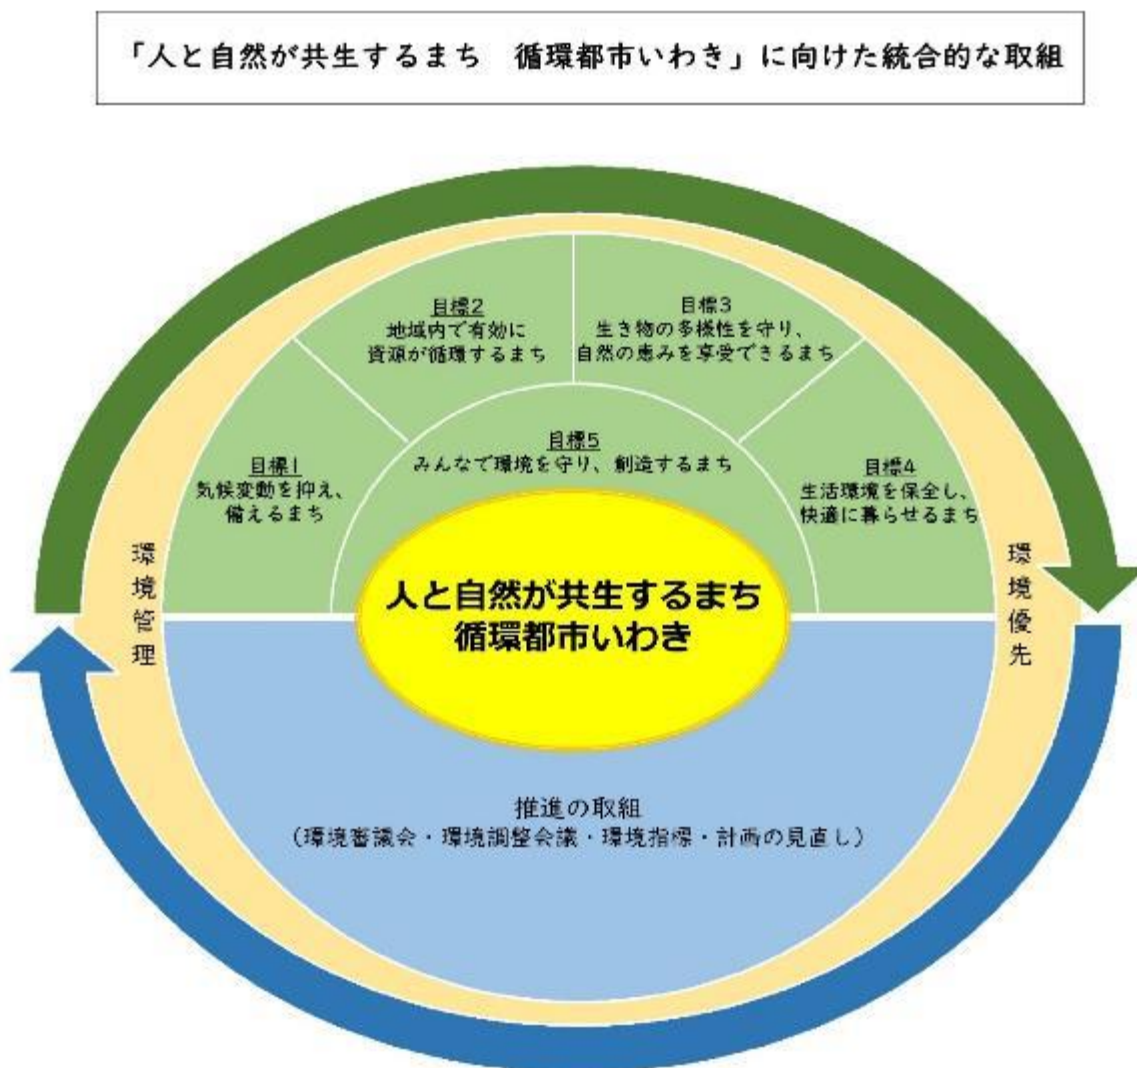 「人と自然が共生するまち　循環都市いわき」に向けた統合的な取組
目標2
地域内で有効に
資源が循環するまち
目標3
生き物の多様性を守り、
自然の恵みを享受できるまち
目標1
気候変動を抑え、
備えるまち
目標5
みんなで環境を守り、創造するまち
目標4
生活環境を保全し、
快適に暮らせるまち
環境管理
環境優先
人と自然が共生するまち
循環都市いわき
推進の取組
（環境審議会・環境調整会議・環境指標・計画の見直し）